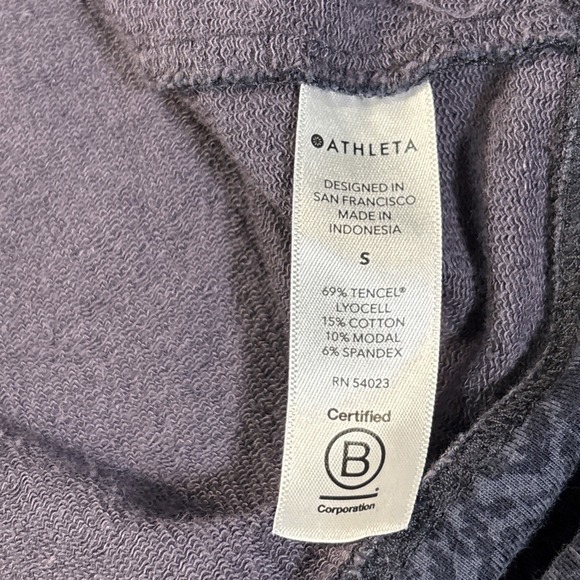 ATHLETA
DESIGNED IN
SAN FRANCISCO
MADE IN
INDONESIA
S
69% TENCEL®
LYOCELL
15% COTTON
10% MODAL
6% SPANDEX
RN 54023
Certified
B
Corporation